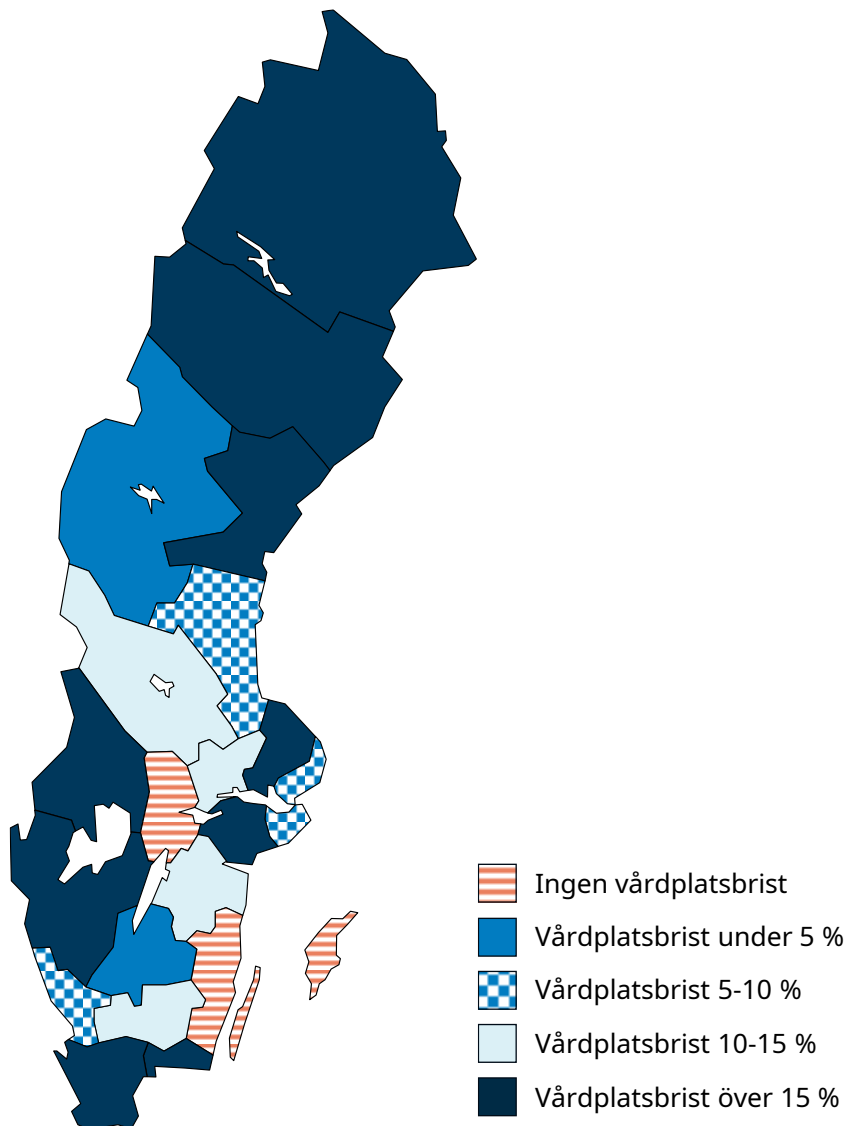 Ingen vårdplatsbrist
Vårdplatsbrist under 5 %
Vårdplatsbrist 5-10 %
Vårdplatsbrist 10-15 %
Vårdplatsbrist över 15 %